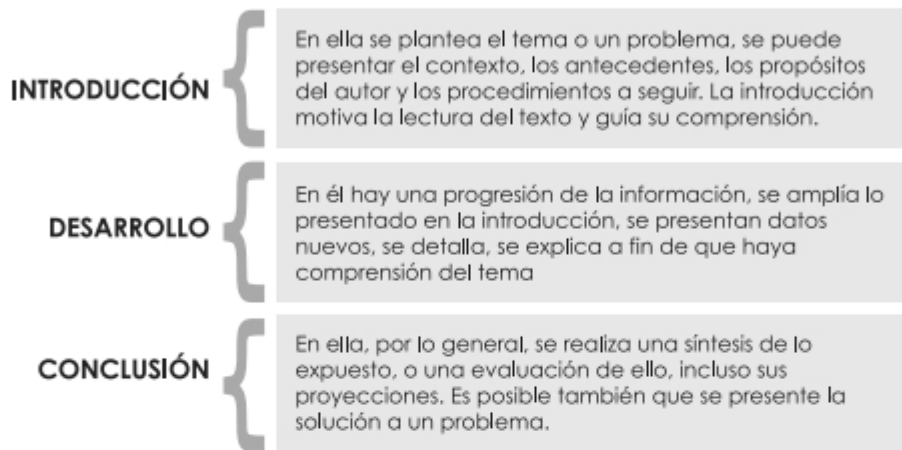 INTRODUCCIÓN
En ella se plantea el tema o un problema, se puede
presentar el contexto, los antecedentes, los propósitos
del autor y los procedimientos a seguir. La introducción
motiva la lectura del texto y guía su comprensión.
DESARROLLO
En él hay una progresión de la información, se amplía lo
presentado en la introducción, se presentan datos
nuevos, se detalla, se explica a fin de que haya
comprensión del tema
CONCLUSIÓN
En ella, por lo general, se realiza una síntesis de lo
expuesto, o una evaluación de ello, incluso sus
proyecciones. Es posible también que se presente la
solución a un problema.